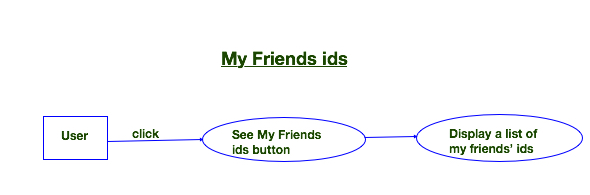 My Friends ids
User
click
See My Friends
ids button
Display a list of
my friends' ids